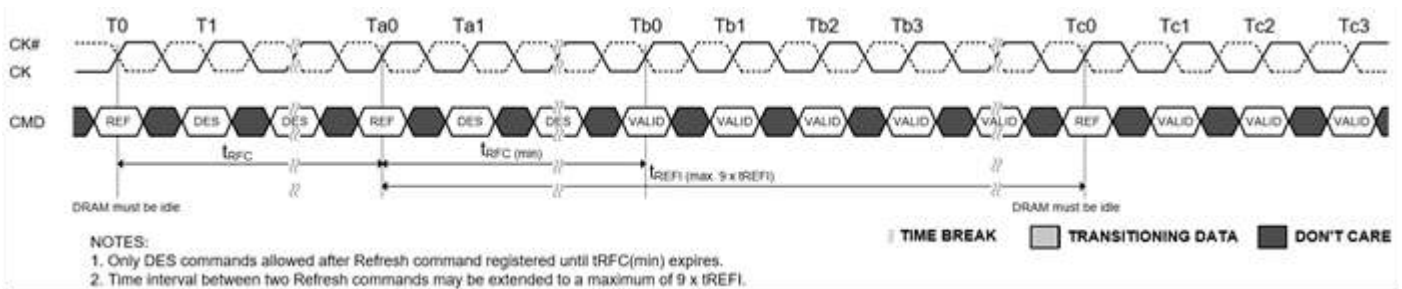 T0 T1 Ta0 Ta1 Tb0 Tb1 Tb2 Tb3 Tc0 Tc1 Tc2 Tc3
CK#
CK
CMD REF DES DES REF DES DES VALID VALID VALID VALID VALID REF VALID VALID VALID
tRFC tRFC (min)
tREFI (max. 9 x tREFI)
DRAM must be idle DRAM must be idle
TIME BREAK TRANSITIONING DATA DON'T CARE
NOTES:
1. Only DES commands allowed after Refresh command registered until tRFC(min) expires.
2. Time interval between two Refresh commands may be extended to a maximum of 9 x tREFI.